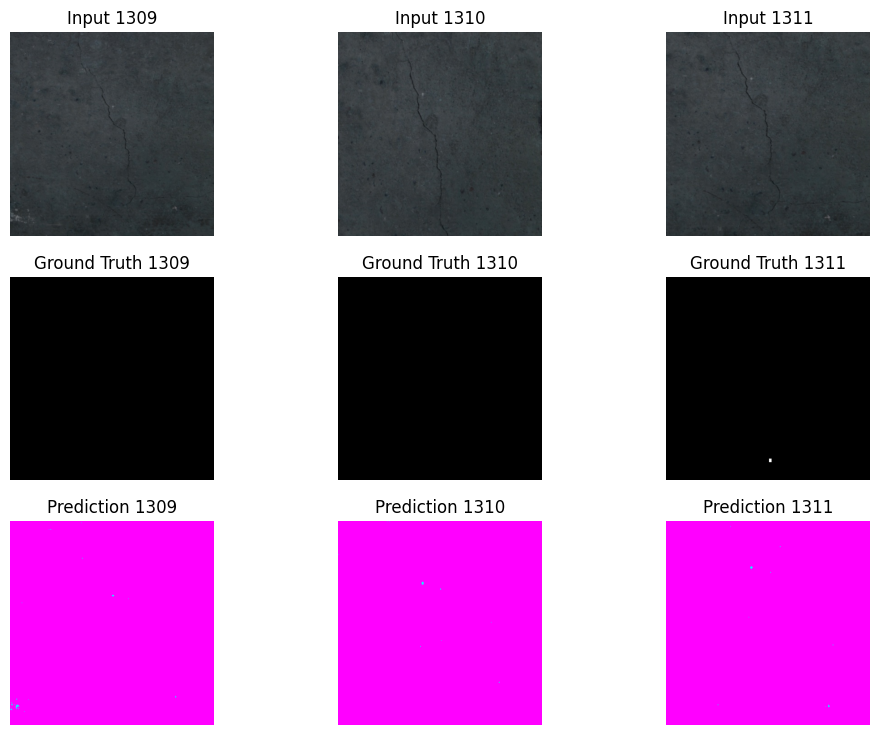 Input 1309
Input 1310
Input 1311
Ground Truth 1309
Ground Truth 1310
Ground Truth 1311
Prediction 1309
Prediction 1310
Prediction 1311